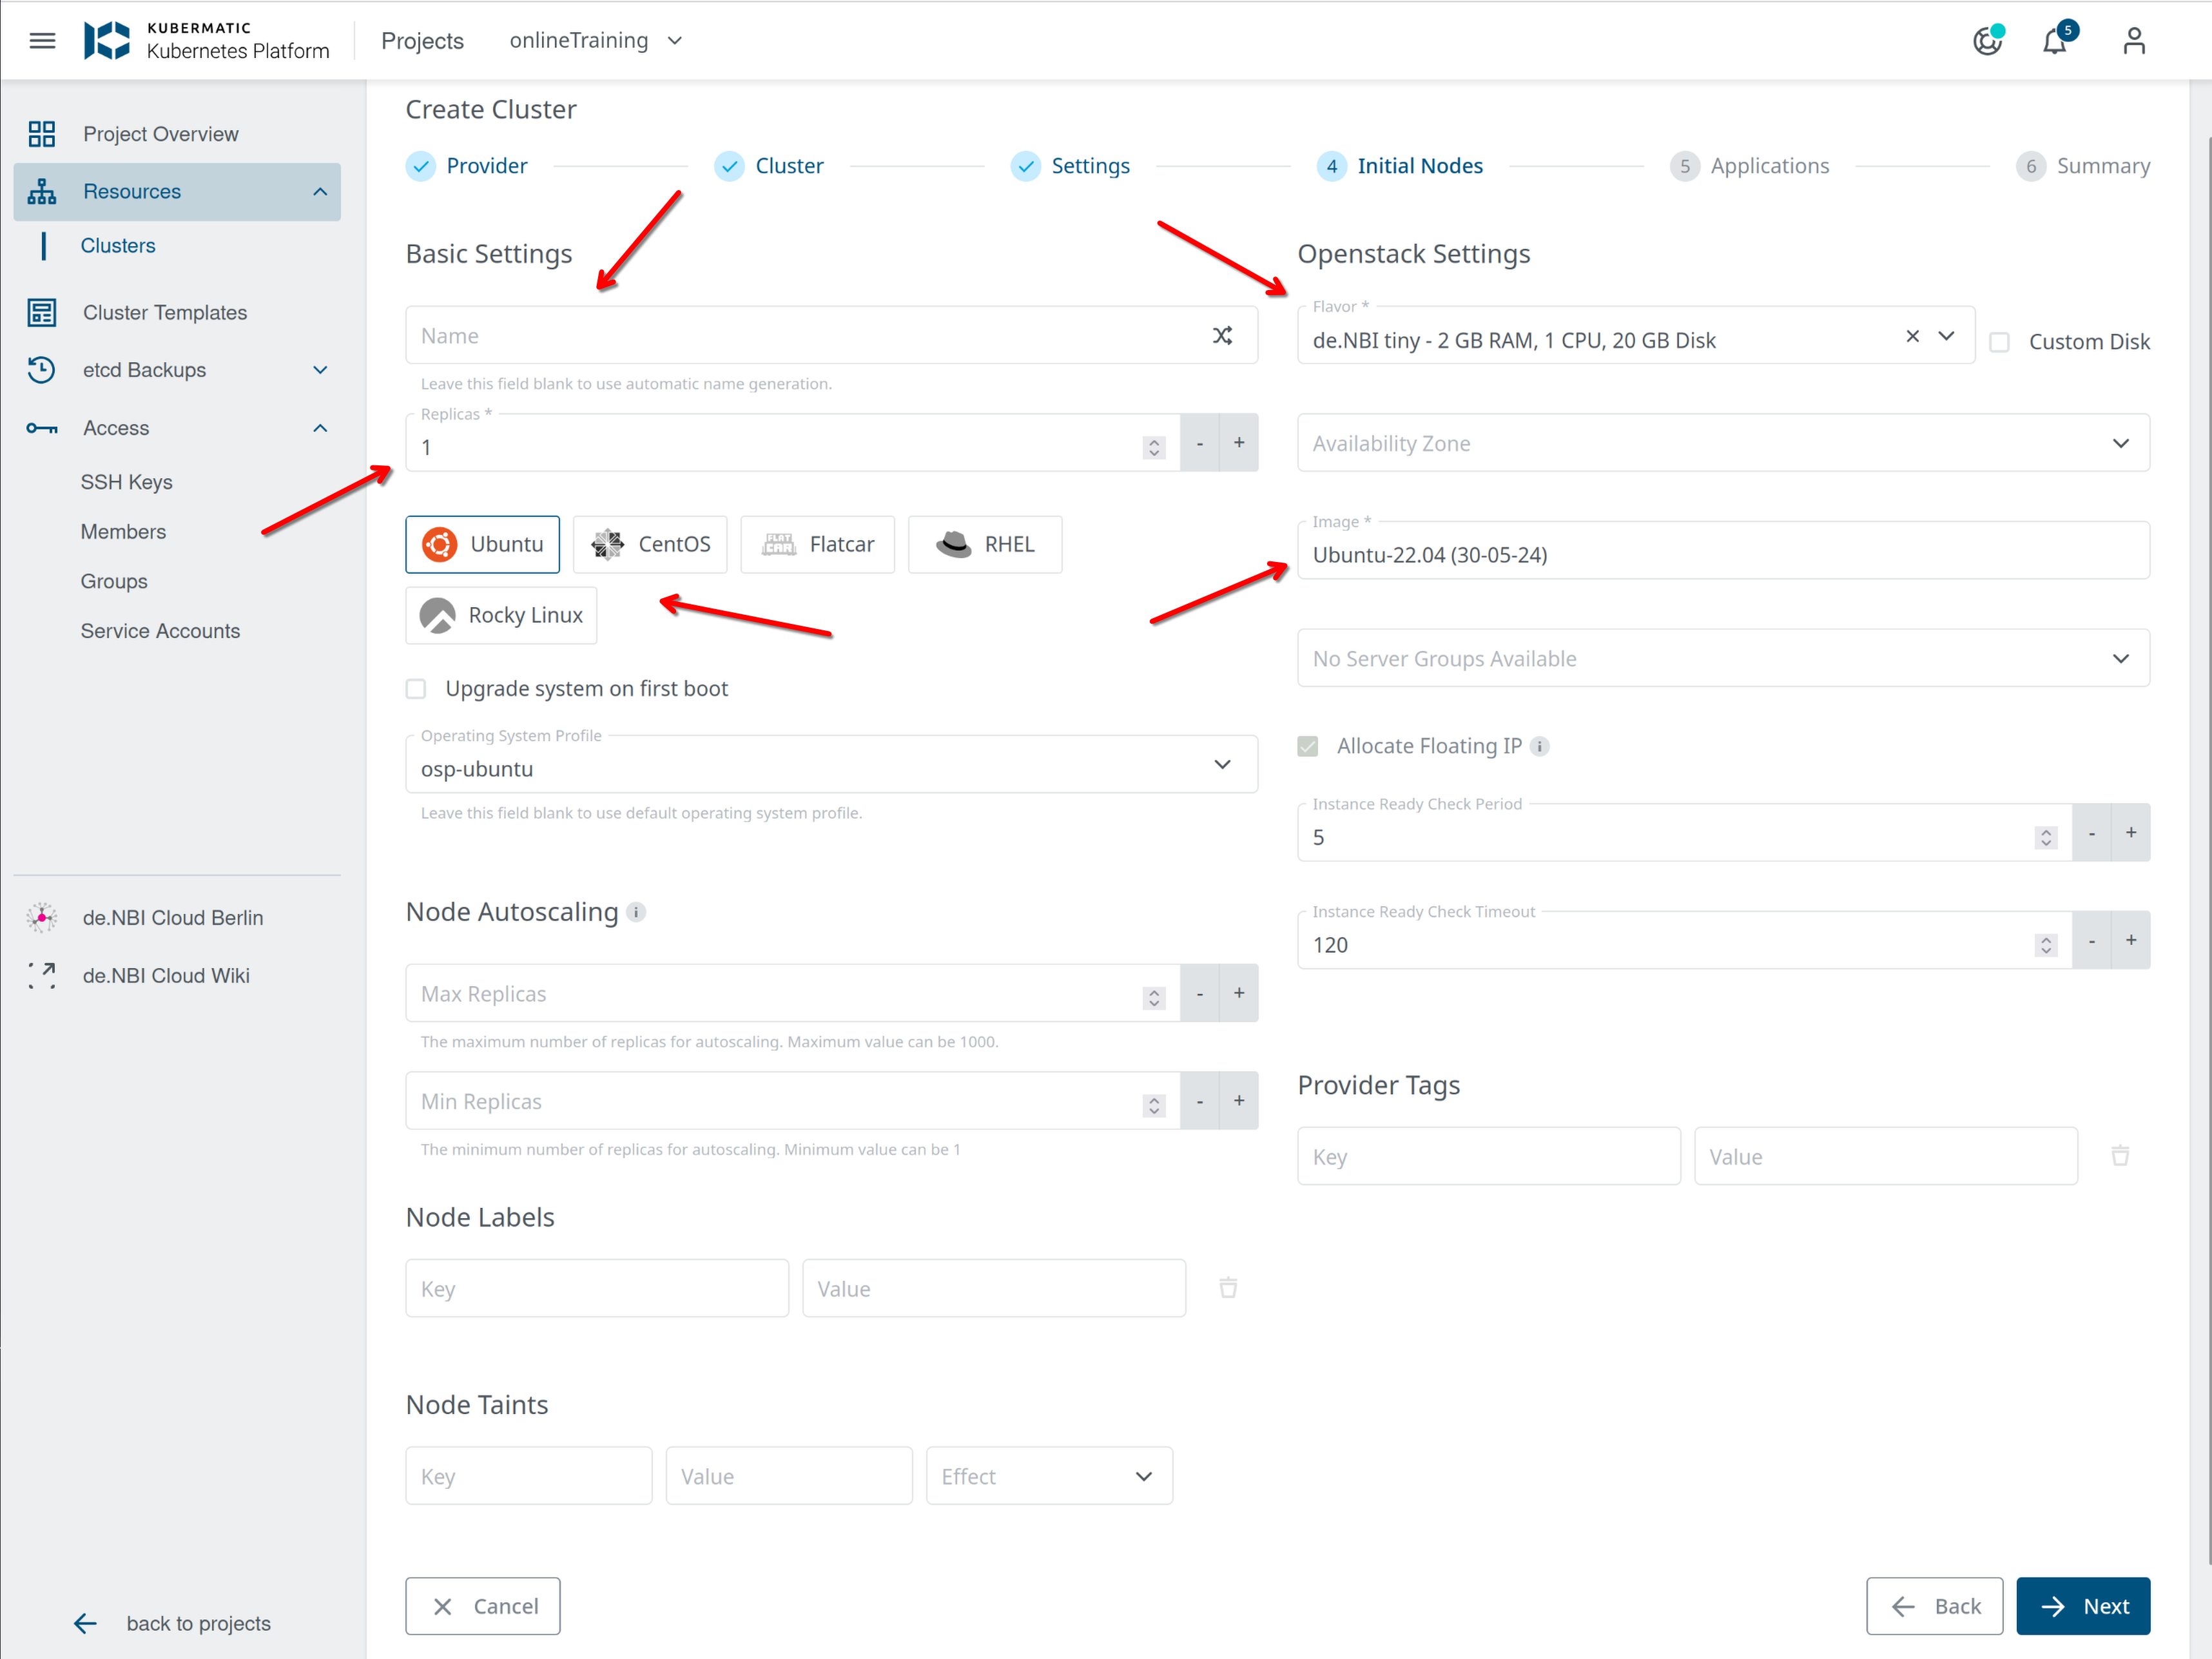 KUBERMATIC
Kubernetes Platform
Projects
onlineTraining
5
Project Overview
Resources
Clusters
Cluster Templates
etcd Backups
Access
SSH Keys
Members
Groups
Service Accounts
de.NBI Cloud Berlin
de.NBI Cloud Wiki
back to projects
Create Cluster
Provider
Cluster
Settings
4 Initial Nodes
5 Applications
6 Summary
Basic Settings
Name
Leave this field blank to use automatic name generation.
Replicas *
1
- +
Ubuntu
CentOS
FLAT CAR Flatcar
RHEL
Rocky Linux
Upgrade system on first boot
Operating System Profile
osp-ubuntu
Leave this field blank to use default operating system profile.
Node Autoscaling i
Max Replicas
- +
The maximum number of replicas for autoscaling. Maximum value can be 1000.
Min Replicas
- +
The minimum number of replicas for autoscaling. Minimum value can be 1
Node Labels
Key
Value
Node Taints
Key
Value
Effect
Openstack Settings
Flavor *
de.NBI tiny - 2 GB RAM, 1 CPU, 20 GB Disk
Custom Disk
Availability Zone
Image *
Ubuntu-22.04 (30-05-24)
No Server Groups Available
Allocate Floating IP i
Instance Ready Check Period
5
- +
Instance Ready Check Timeout
120
- +
Provider Tags
Key
Value
Cancel
Back
Next